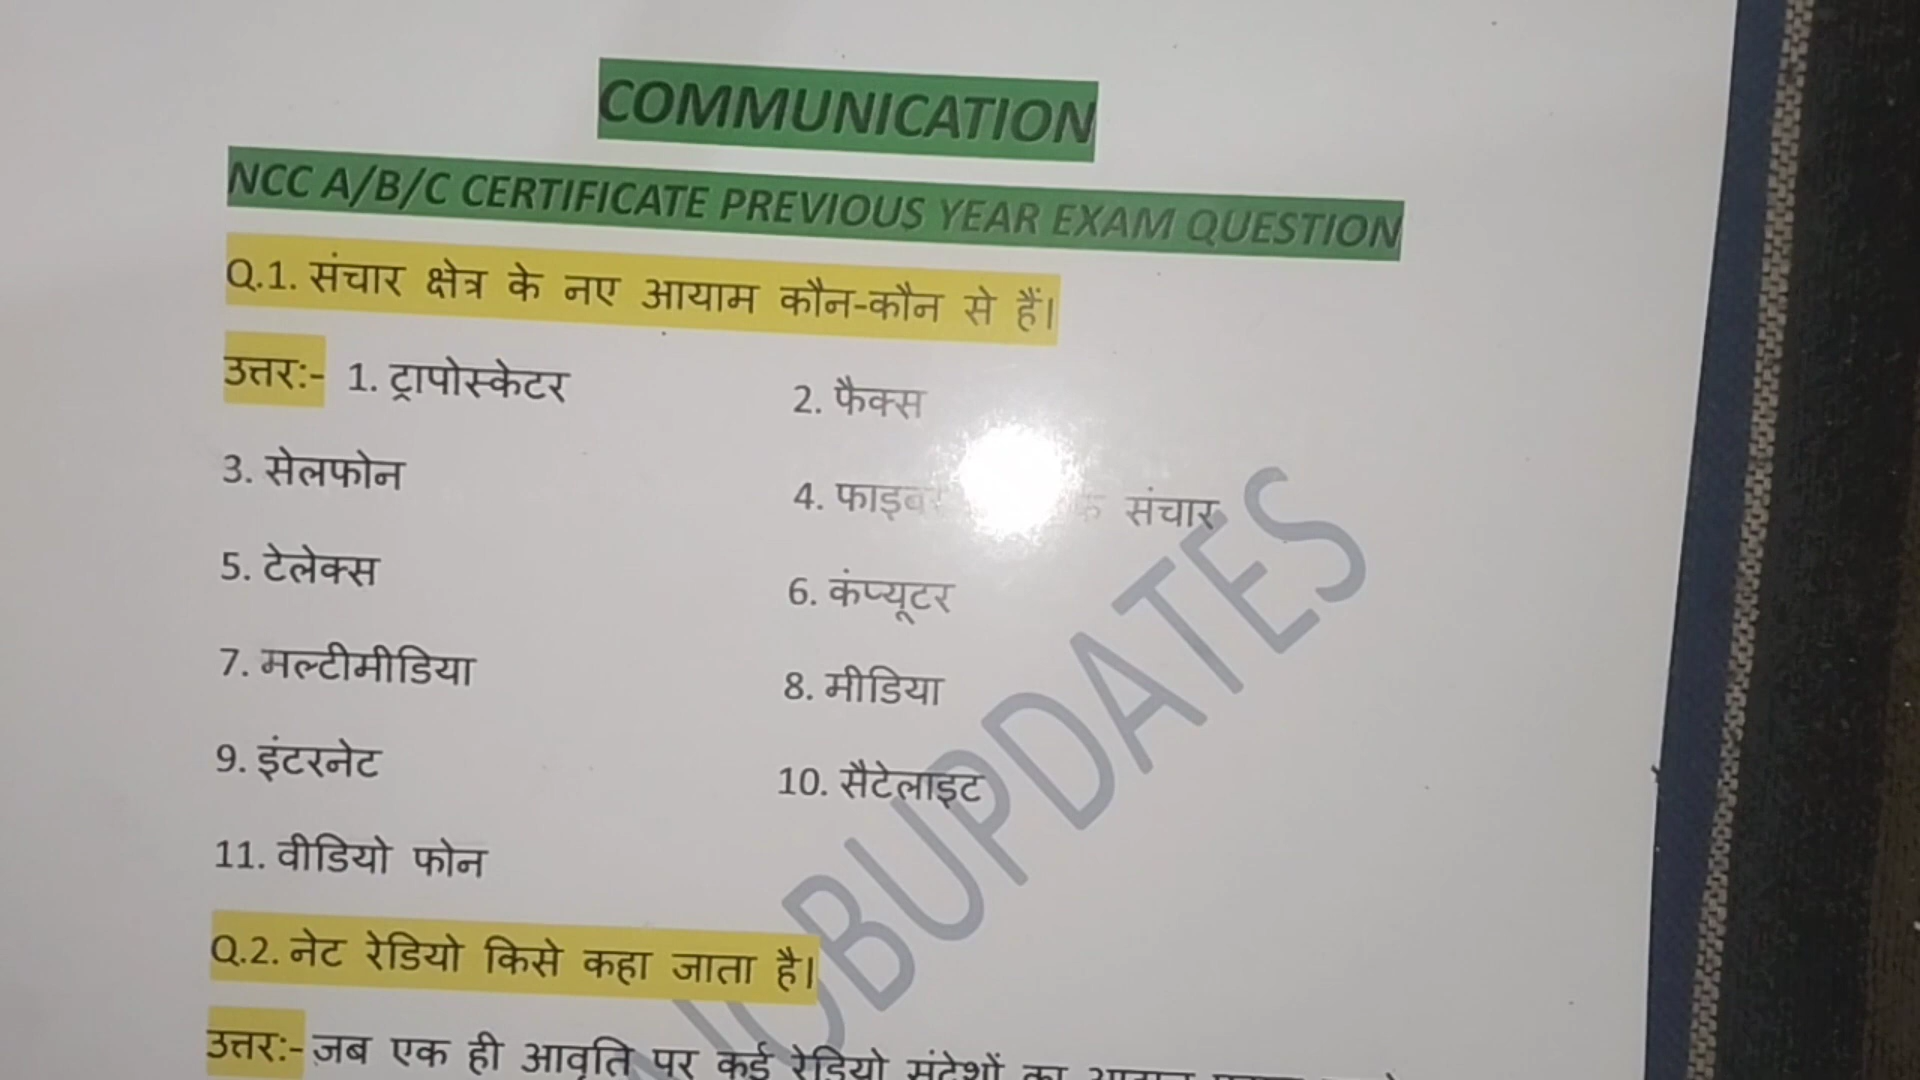 COMMUNICATION
NCC A/B/C CERTIFICATE PREVIOUS YEAR EXAM QUESTION
Q.1. संचार क्षेत्र के नए आयाम कौन-कौन से हैं।
उत्तर:- 1. ट्रापोस्केटर 2. फैक्स
3. सेलफोन 4. संचार
5. टेलेक्स 6. कंप्यूटर
7. मल्टीमीडिया 8. मीडिया
9. इंटरनेट 10. सैटेलाइट
11. वीडियो फोन
Q.2. नेट रेडियो किसे कहा जाता है।
उत्तर:- जब एक ही आवृति पर कई रेडियो संदेशों का
JOBUPDATES